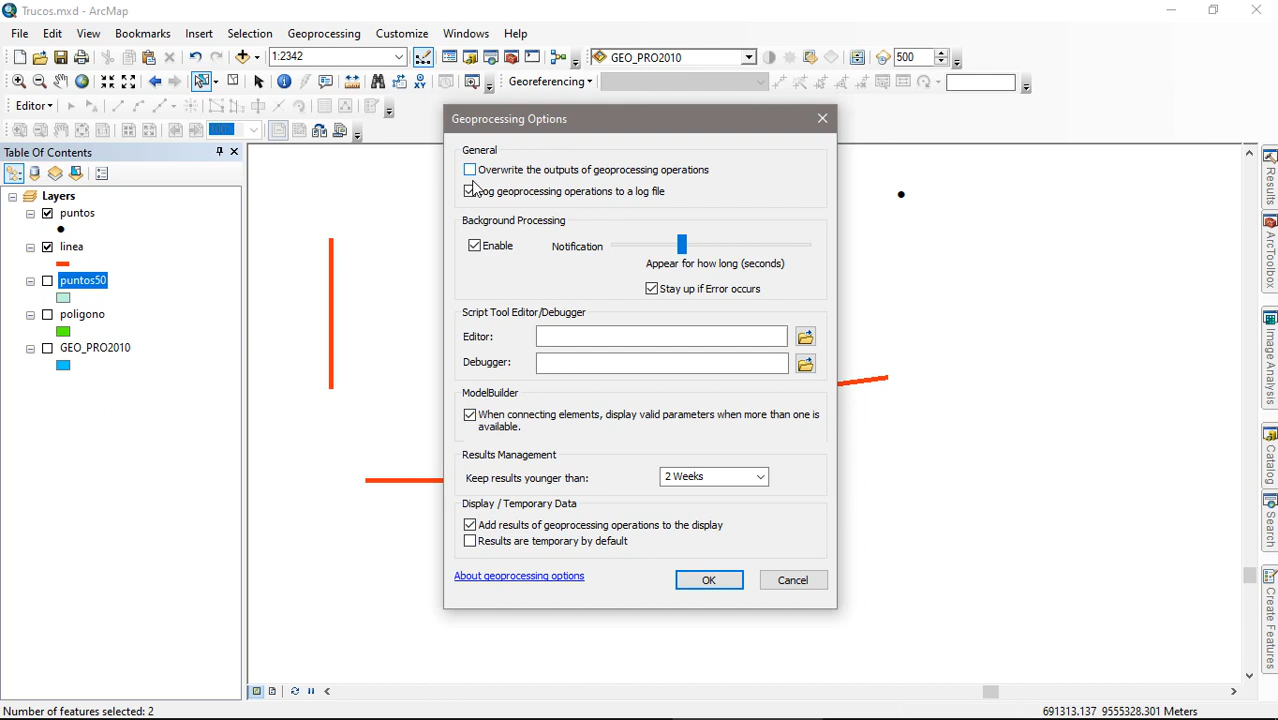 Trucos.mxd - ArcMap
File Edit View Bookmarks Insert Selection Geoprocessing Customize Windows Help
1:2342 GEO_PRO2010 500
Georeferencing
Editor
Table Of Contents
Layers
puntos
linea
puntos50
poligono
GEO_PRO2010
Geoprocessing Options
General
Overwrite the outputs of geoprocessing operations
Log geoprocessing operations to a log file
Background Processing
Enable Notification
Appear for how long (seconds)
Stay up if Error occurs
Script Tool Editor/Debugger
Editor:
Debugger:
ModelBuilder
When connecting elements, display valid parameters when more than one is
available.
Results Management
Keep results younger than: 2 Weeks
Display / Temporary Data
Add results of geoprocessing operations to the display
Results are temporary by default
About geoprocessing options OK Cancel
Results
ArcToolbox
Image Analysis
Catalog
Search
Create Features
Number of features selected: 2 691313.137 9555328.301 Meters